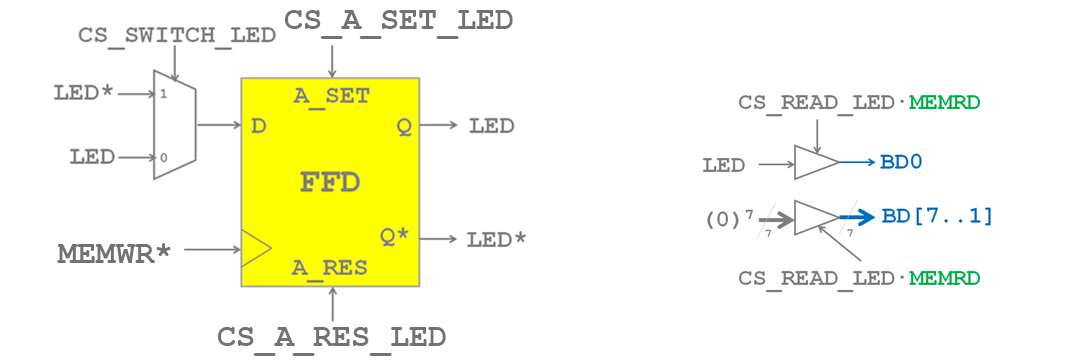 CS_A_SET_LED
CS_SWITCH_LED
LED*
1
A_SET
D
Q
LED
LED
0
FFD
MEMWR*
Q*
LED*
A_RES
CS_A_RES_LED
CS_READ_LED·MEMRD
LED
BD0
(0)7
7
7
BD[7..1]
CS_READ_LED·MEMRD